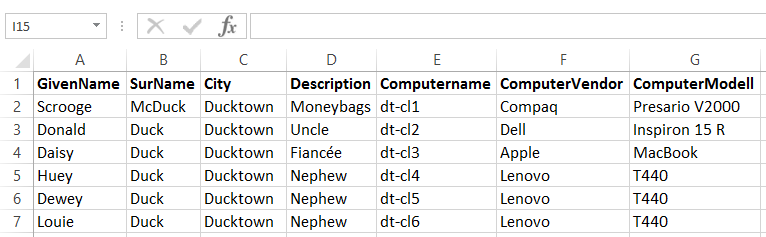 I15 fx
A B C D E F G
1 GivenName SurName City Description Computername ComputerVendor ComputerModell
2 Scrooge McDuck Ducktown Moneybags dt-cl1 Compaq Presario V2000
3 Donald Duck Ducktown Uncle dt-cl2 Dell Inspiron 15 R
4 Daisy Duck Ducktown Fiancée dt-cl3 Apple MacBook
5 Huey Duck Ducktown Nephew dt-cl4 Lenovo T440
6 Dewey Duck Ducktown Nephew dt-cl5 Lenovo T440
7 Louie Duck Ducktown Nephew dt-cl6 Lenovo T440